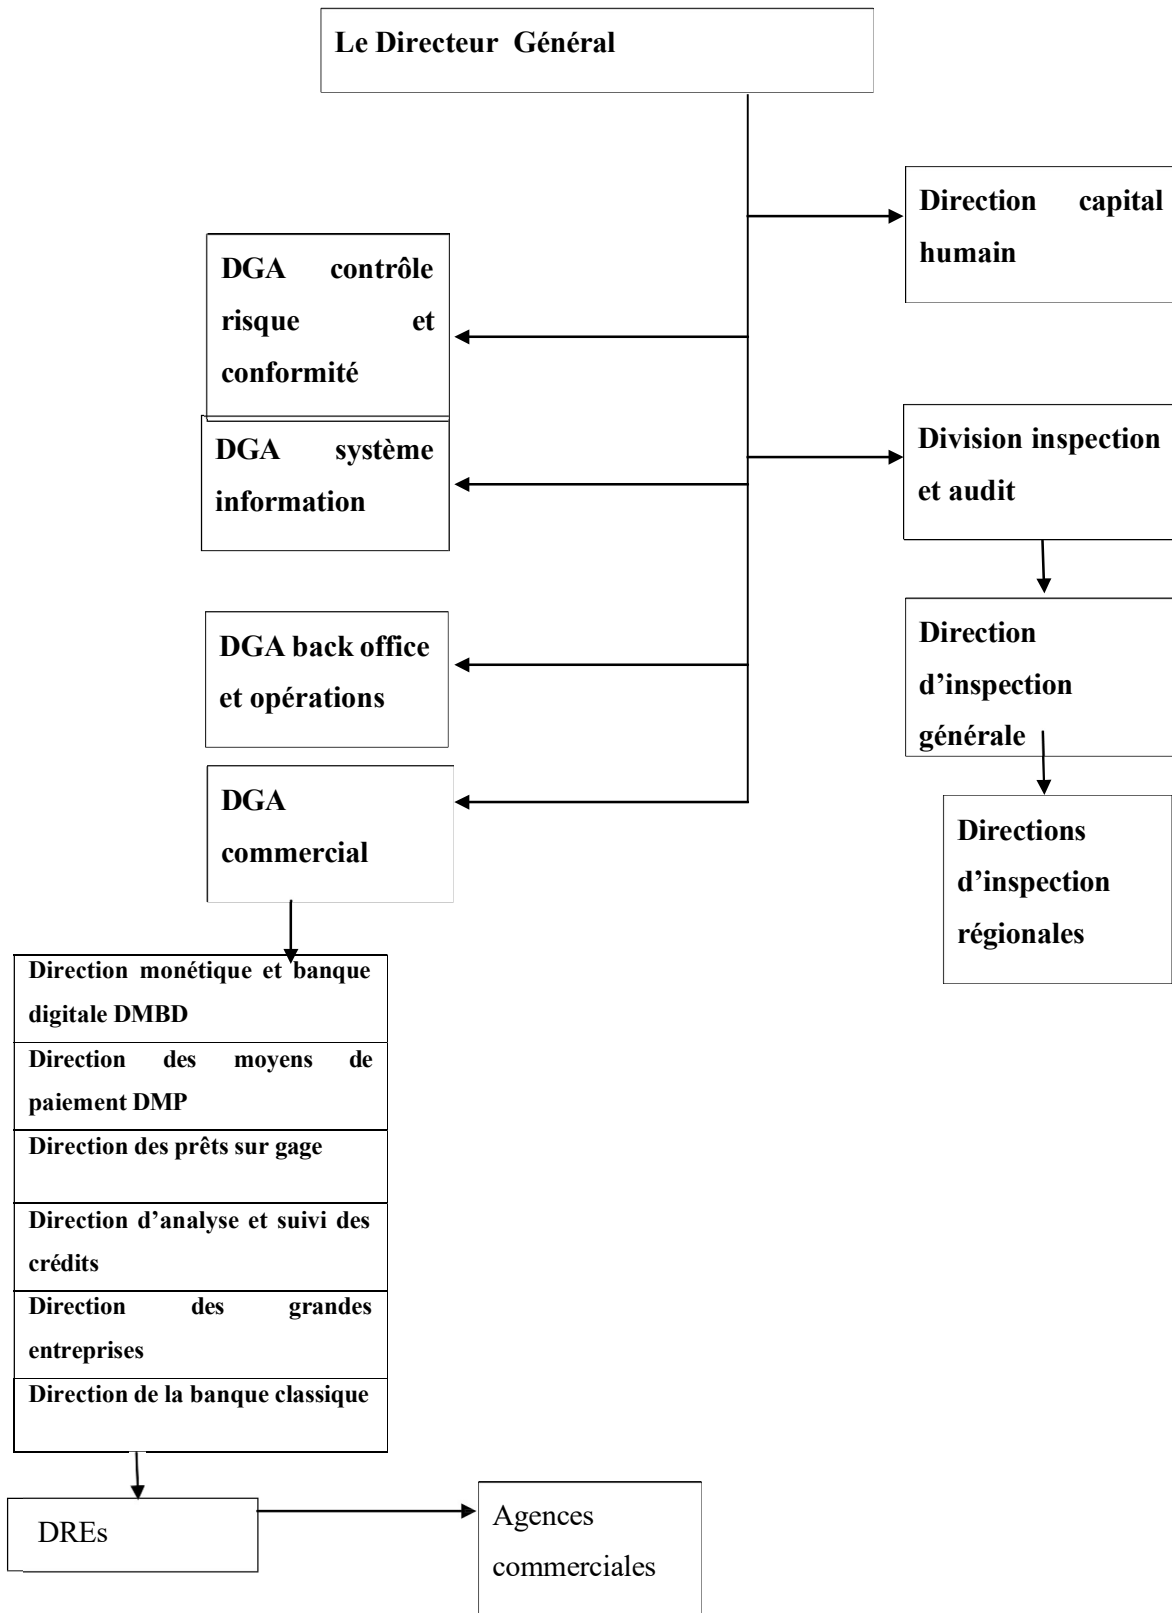 Le Directeur Général
Direction capital
humain
DGA contrôle
risque et
conformité
DGA système
information
Division inspection
et audit
DGA back office
et opérations
Direction
d’inspection
générale
DGA
commercial
Directions
d’inspection
régionales
Direction monétique et banque
digitale DMBD
Direction des moyens de
paiement DMP
Direction des prêts sur gage
Direction d’analyse et suivi des
crédits
Direction des grandes
entreprises
Direction de la banque classique
DREs
Agences
commerciales